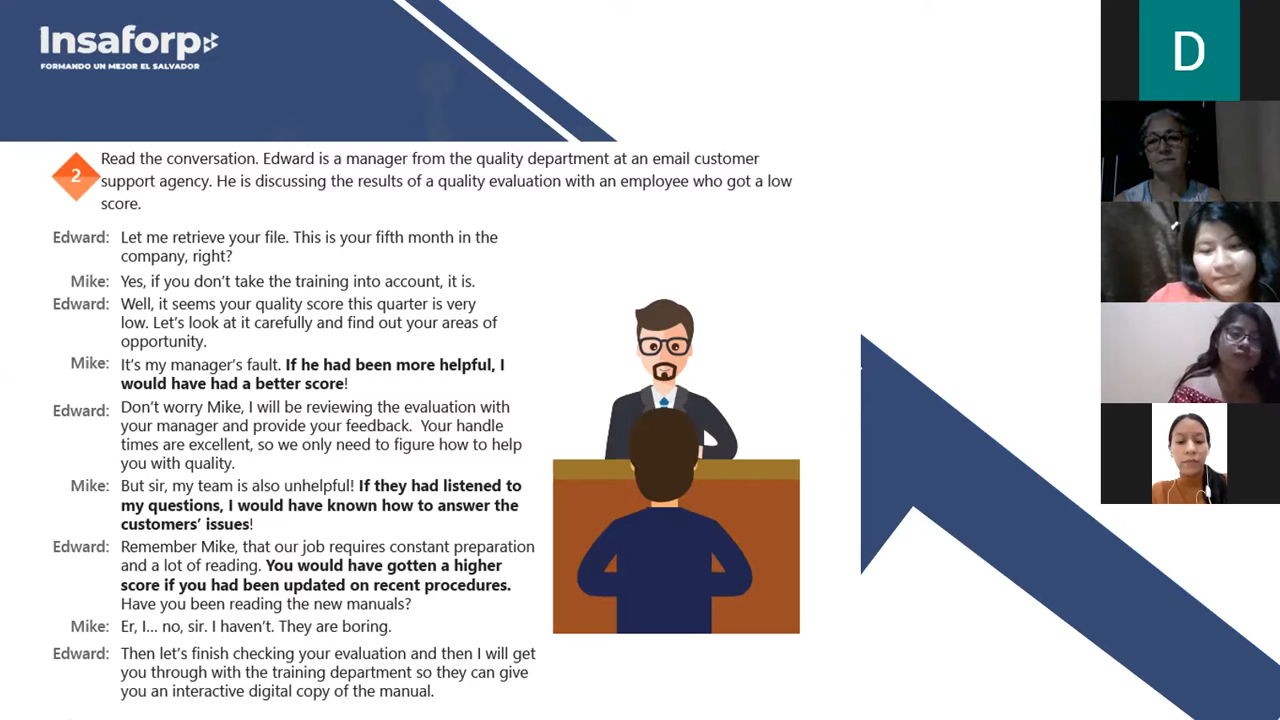 Insaforp
FORMANDO UN MEJOR EL SALVADOR
D
2
Read the conversation. Edward is a manager from the quality department at an email customer
support agency. He is discussing the results of a quality evaluation with an employee who got a low
score.
Edward: Let me retrieve your file. This is your fifth month in the
company, right?
Mike: Yes, if you don't take the training into account, it is.
Edward: Well, it seems your quality score this quarter is very
low. Let's look at it carefully and find out your areas of
opportunity.
Mike: It's my manager's fault. If he had been more helpful, I
would have had a better score!
Edward: Don't worry Mike, I will be reviewing the evaluation with
your manager and provide your feedback. Your handle
times are excellent, so we only need to figure how to help
you with quality.
Mike: But sir, my team is also unhelpful! If they had listened to
my questions, I would have known how to answer the
customers' issues!
Edward: Remember Mike, that our job requires constant preparation
and a lot of reading. You would have gotten a higher
score if you had been updated on recent procedures.
Have you been reading the new manuals?
Mike: Er, I... no, sir. I haven't. They are boring.
Edward: Then let's finish checking your evaluation and then I will get
you through with the training department so they can give
you an interactive digital copy of the manual.